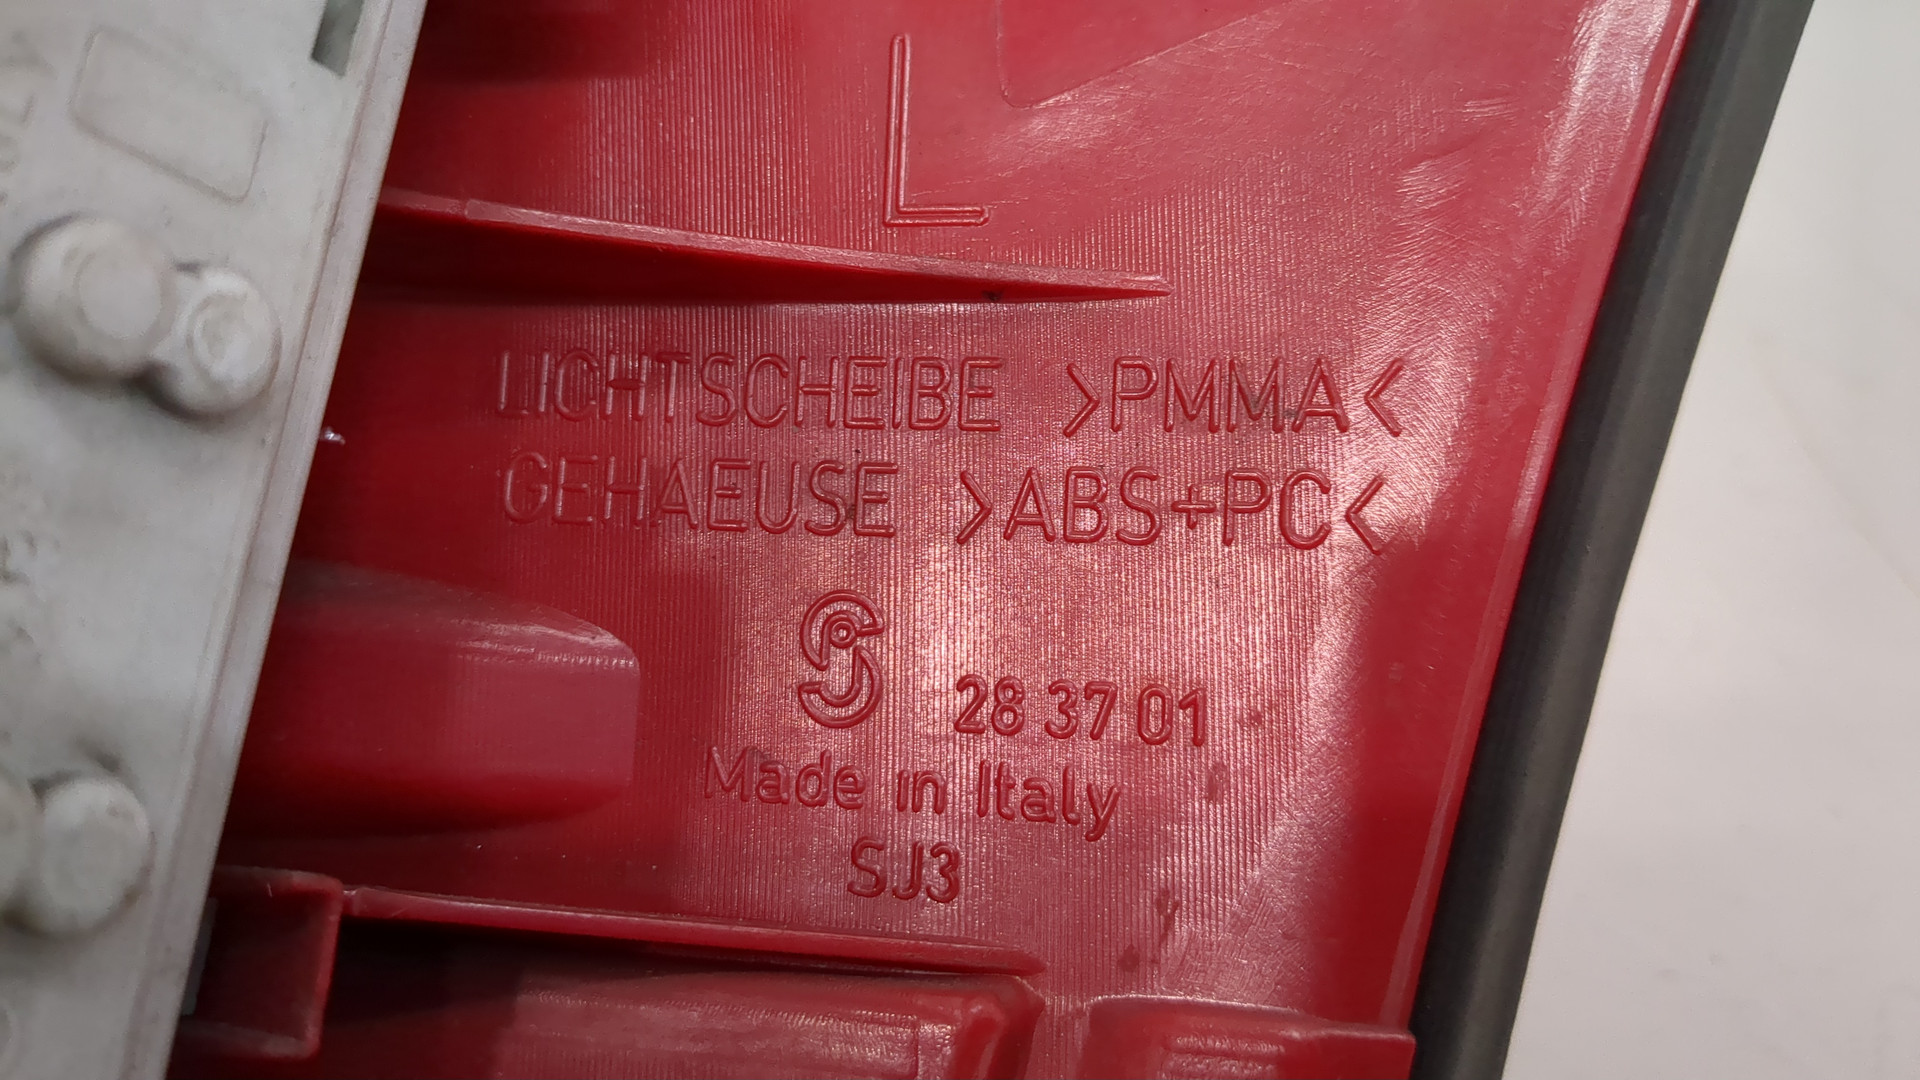 L
LICHTSCHEIBE >PMMA<
GEHAEUSE >ABS+PC<
28 37 01
Made in Italy
SJ3